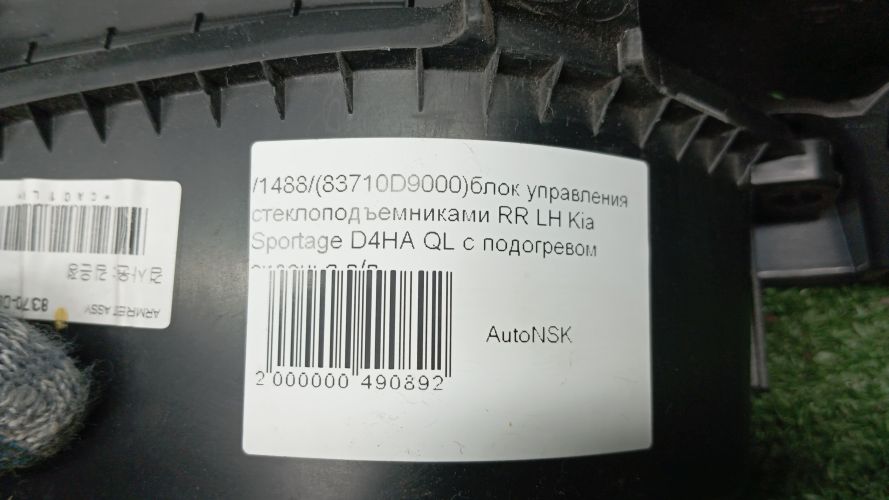 /1488/(83710D9000)блок управления
стеклоподъемниками RR LH Kia
Sportage D4HA QL с подогревом
AutoNSK
2 000000 490892
ARMREST ASSY